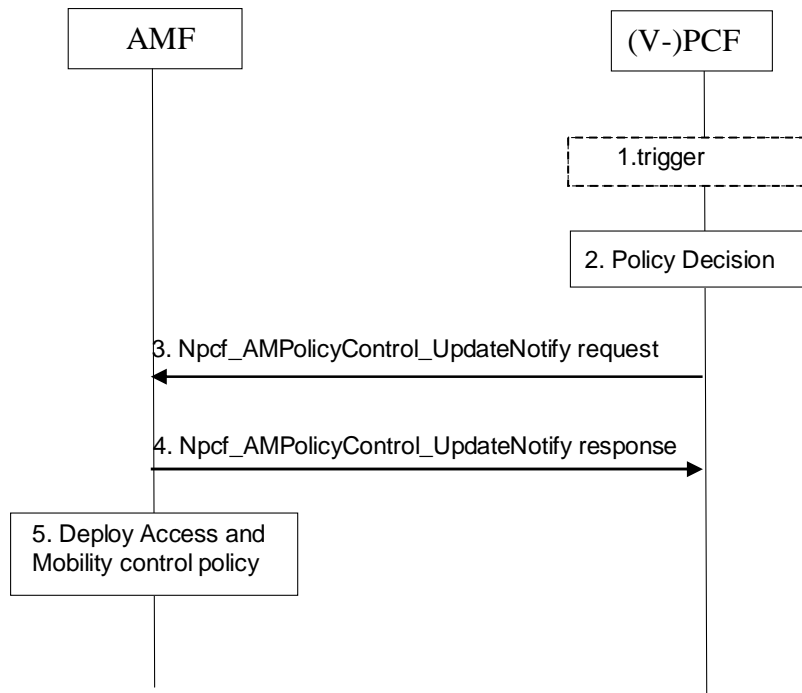 AMF
(V-)PCF
1.trigger
2. Policy Decision
3. Npcf_AMPolicyControl_UpdateNotify request
4. Npcf_AMPolicyControl_UpdateNotify response
5. Deploy Access and
Mobility control policy